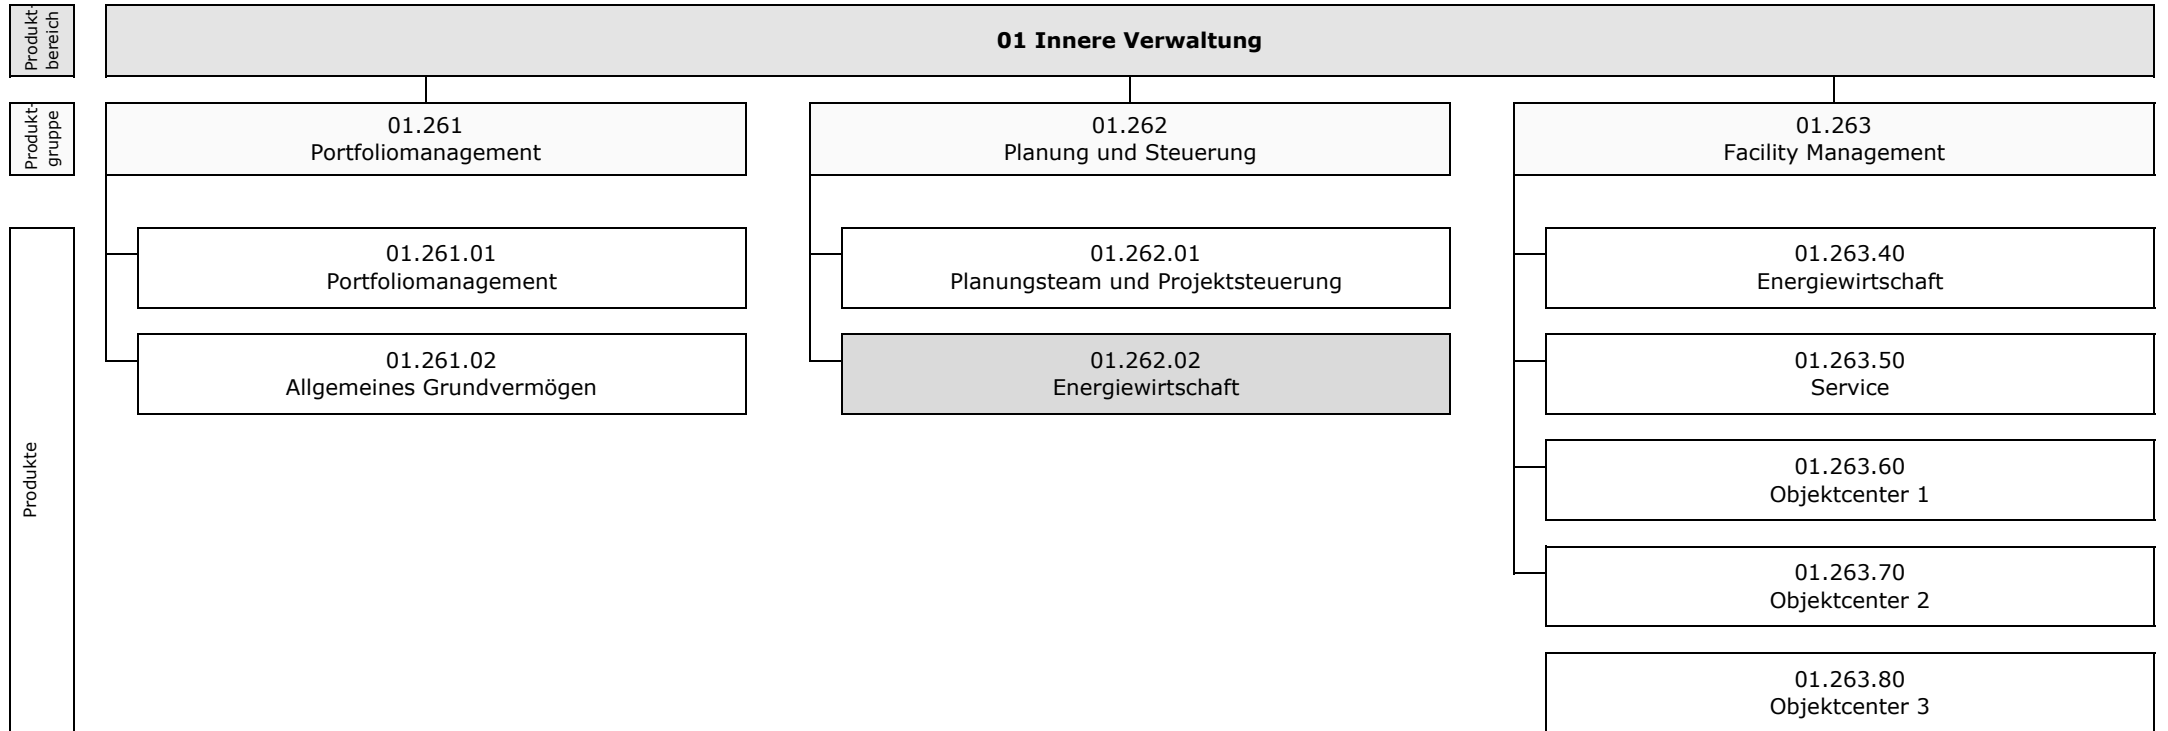 Produkt-
bereich
01 Innere Verwaltung
Produkt-
gruppe
01.261
Portfoliomanagement
01.262
Planung und Steuerung
01.263
Facility Management
Produkte
01.261.01
Portfoliomanagement
01.262.01
Planungsteam und Projektsteuerung
01.263.40
Energiewirtschaft
01.261.02
Allgemeines Grundvermögen
01.262.02
Energiewirtschaft
01.263.50
Service
01.263.60
Objektcenter 1
01.263.70
Objektcenter 2
01.263.80
Objektcenter 3